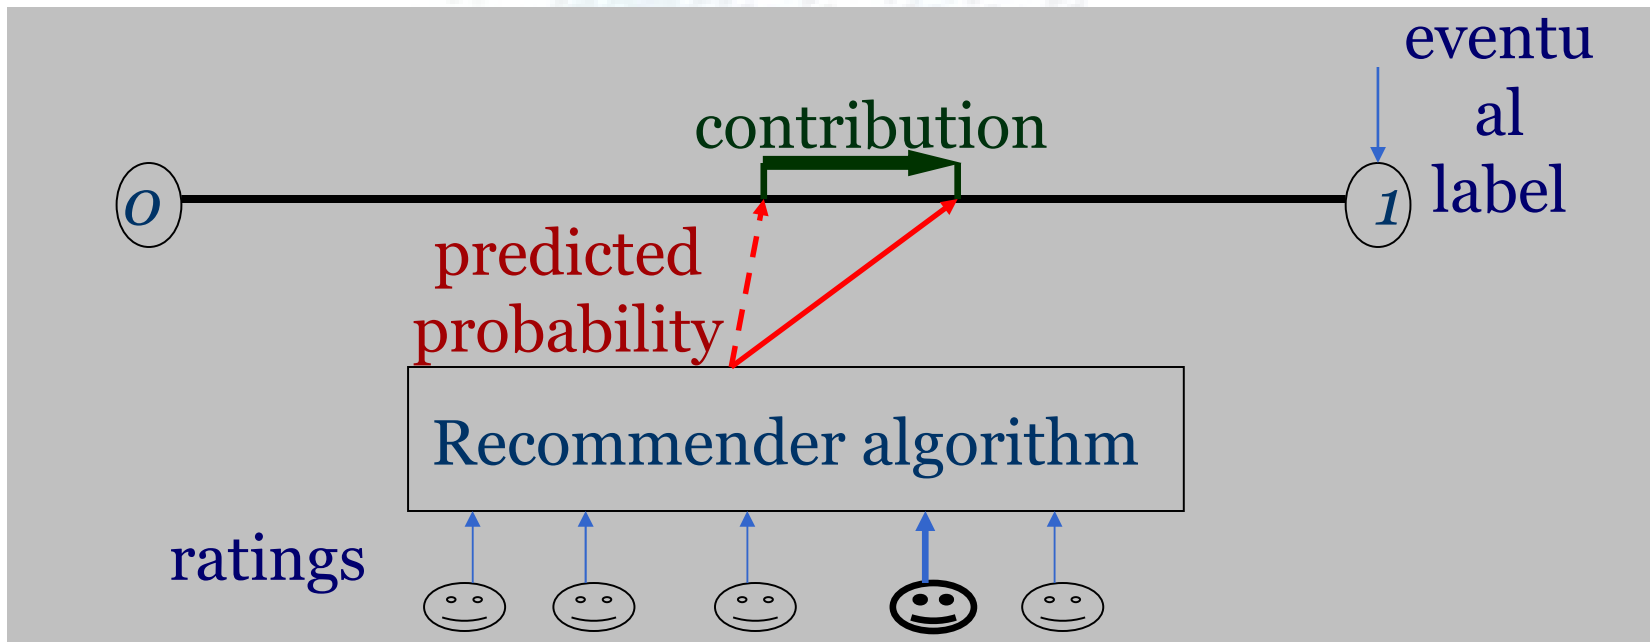 eventu
al
label
contribution
0
1
predicted
probability
Recommender algorithm
ratings